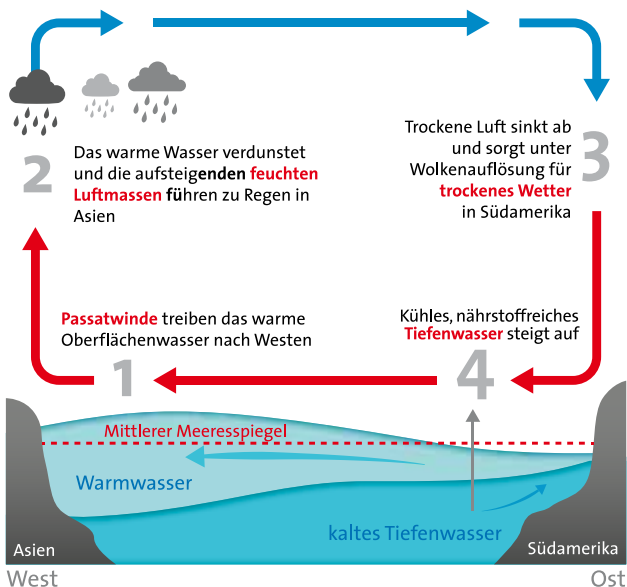 2
Das warme Wasser verdunstet
und die aufsteigenden feuchten
Luftmassen führen zu Regen in
Asien
Trockene Luft sinkt ab
und sorgt unter
Wolkenauflösung für
trockenes Wetter
in Südamerika
3
Passatwinde treiben das warme
Oberflächenwasser nach Westen
1
Kühles, nährstoffreiches
Tiefenwasser steigt auf
4
Mittlerer Meeresspiegel
Warmwasser
kaltes Tiefenwasser
Asien
Südamerika
West
Ost